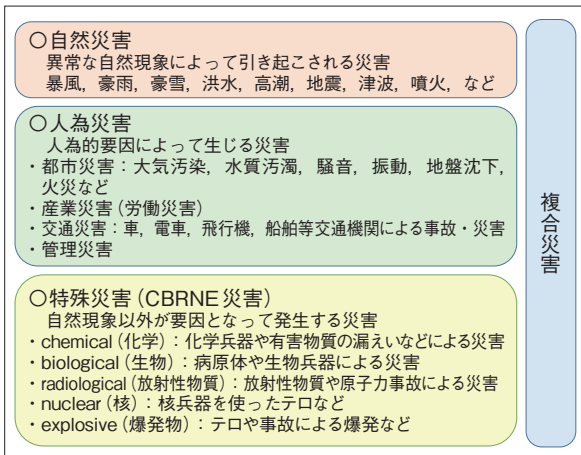 ○自然災害
異常な自然現象によって引き起こされる災害
暴風，豪雨，豪雪，洪水，高潮，地震，津波，噴火，など
○人為災害
人為的要因によって生じる災害
・都市災害：大気汚染，水質汚濁，騒音，振動，地盤沈下，
火災など
・産業災害（労働災害）
・交通災害：車，電車，飛行機，船舶等交通機関による事故・災害
・管理災害
○特殊災害（CBRNE災害）
自然現象以外が要因となって発生する災害
・chemical（化学）：化学兵器や有害物質の漏えいなどによる災害
・biological（生物）：病原体や生物兵器による災害
・radiological（放射性物質）：放射性物質や原子力事故による災害
・nuclear（核）：核兵器を使ったテロなど
・explosive（爆発物）：テロや事故による爆発など
複合災害